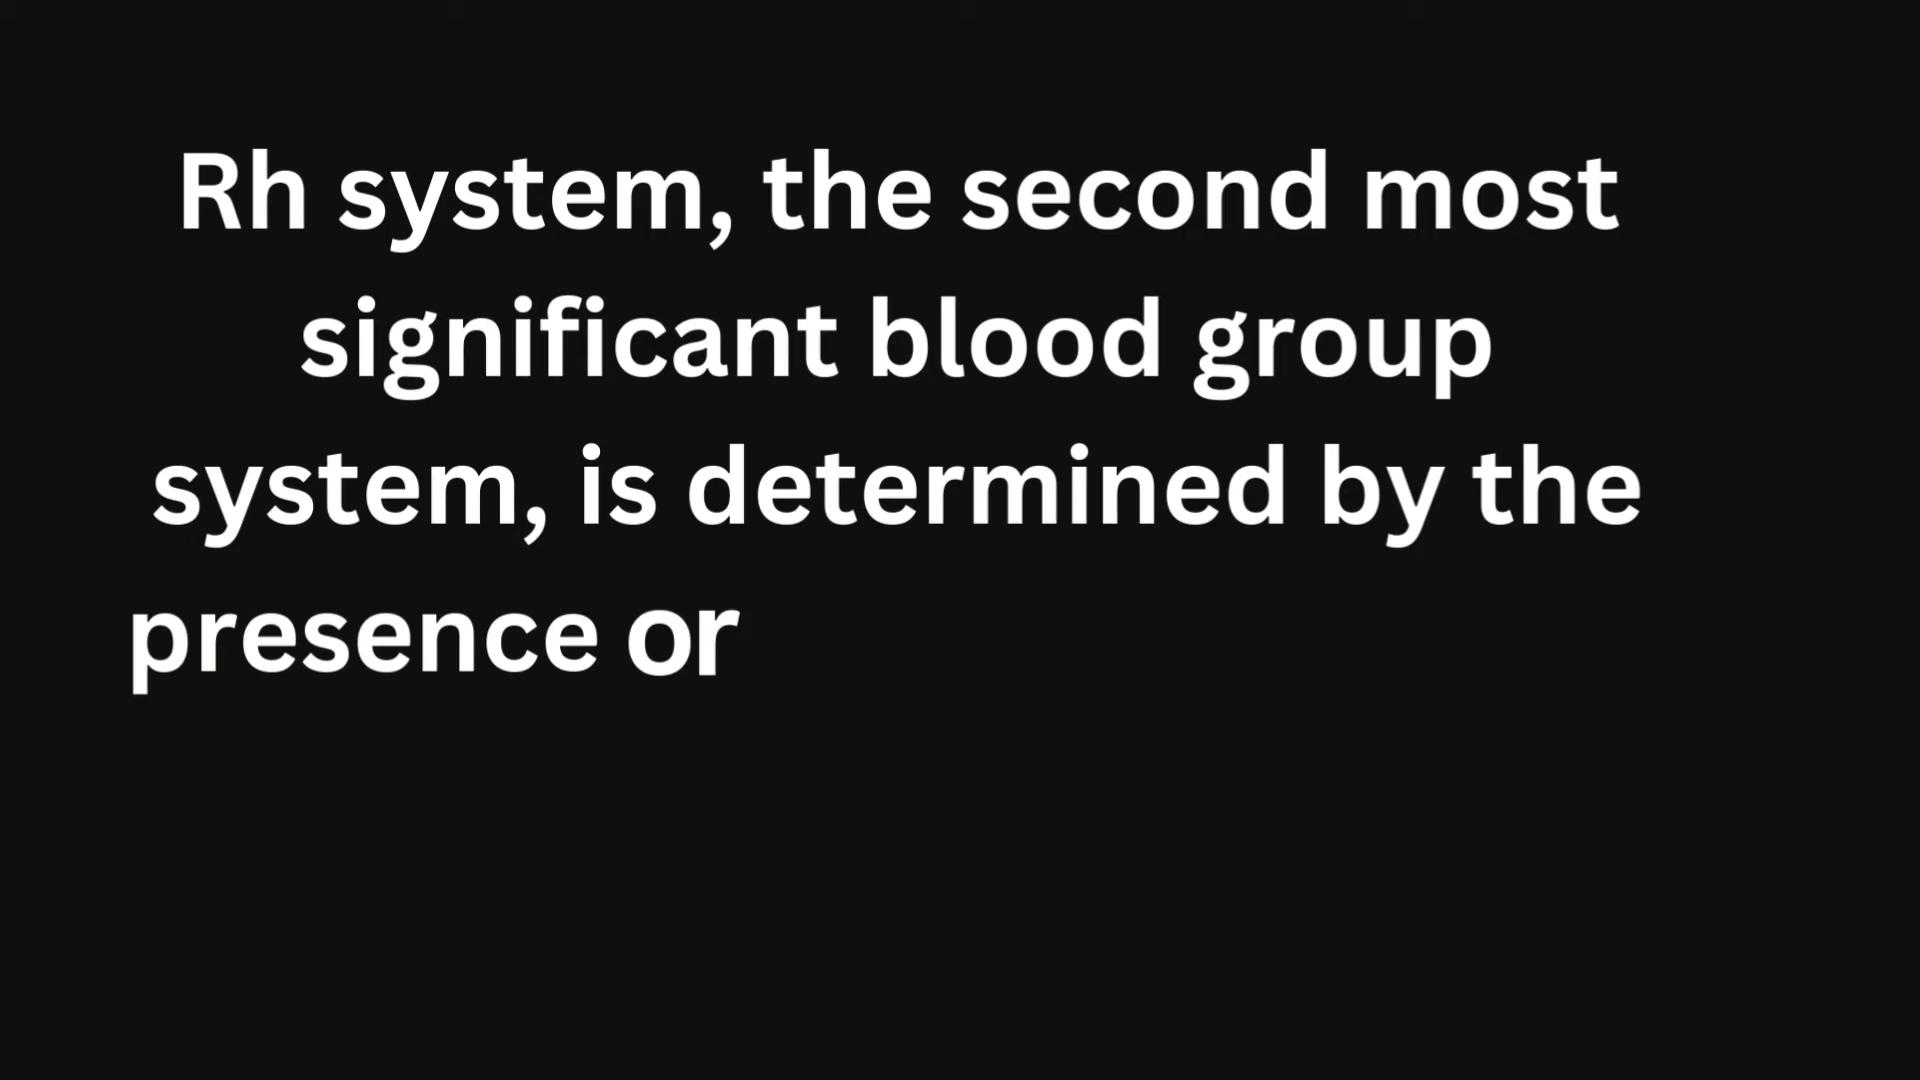 Rh system, the second most
significant blood group
system, is determined by the
presence or